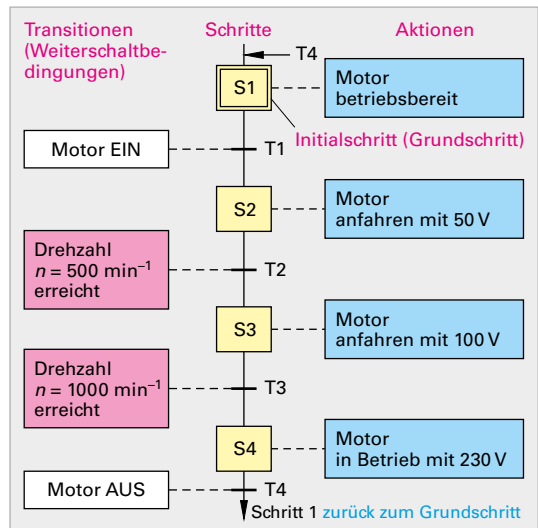 Transitionen
(Weiterschaltbe-
dingungen)
Schritte
Aktionen
T4
S1
Motor
betriebsbereit
Initialschritt (Grundschritt)
Motor EIN
T1
S2
Motor
anfahren mit 50 V
Drehzahl
n = 500 min⁻¹
erreicht
T2
S3
Motor
anfahren mit 100 V
Drehzahl
n = 1000 min⁻¹
erreicht
T3
S4
Motor
in Betrieb mit 230 V
Motor AUS
T4
Schritt 1 zurück zum Grundschritt